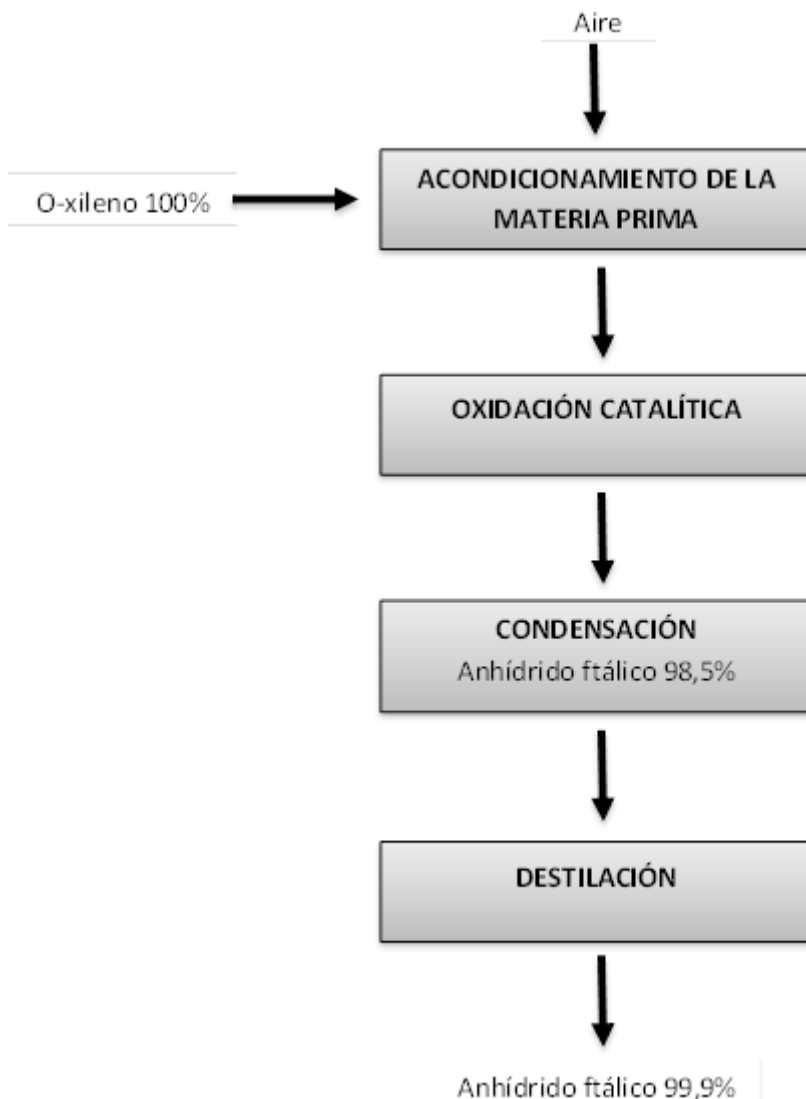 Aire
O-xileno 100%
ACONDICIONAMIENTO DE LA
MATERIA PRIMA
OXIDACIÓN CATALÍTICA
CONDENSACIÓN
Anhídrido ftálico 98,5%
DESTILACIÓN
Anhídrido ftálico 99,9%